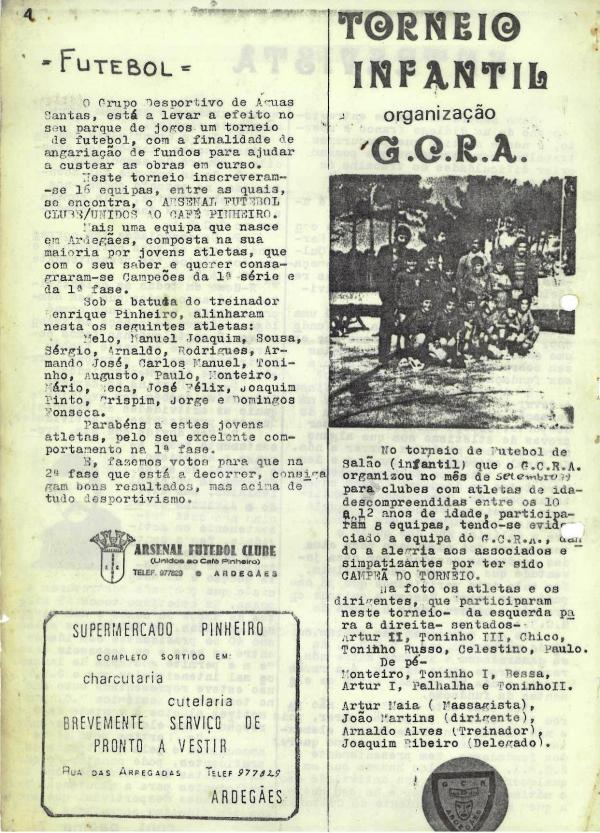 4
= FUTEBOL =
O Grupo Desportivo de Águas
Santas, está a levar a efeito no
seu parque de jogos um torneio
de futebol, com a finalidade de
angariação de fundos para ajudar
a custear as obras em curso.
Neste torneio inscreveram-
-se 16 equipas, entre as quais,
se encontra, o ARSENAL FUTEBOL
CLUBE/UNIDOS AO CAFÉ PINHEIRO.
Mais uma equipa que nasce
em Ardegães, composta na sua
maioria por jovens atletas, que
com o seu saber e querer consa-
graram-se Campeões da 1ª série e
da 1ª fase.
Sob a batuda do treinador
Henrique Pinheiro, alinharam
nesta os seguintes atletas:
Melo, Manuel Joaquim, Sousa,
Sérgio, Arnaldo, Rodrigues, Ar-
mando José, Carlos Manuel, Toni-
nho, Augusto, Paulo, Monteiro,
Mário, Zeca, José Félix, Joaquim
Pinto, Crispim, Jorge e Domingos
Fonseca.
Parabéns a estes jovens
atletas, pelo seu excelente com-
portamento na 1ª fase.
E, fazemos votos para que na
2ª fase que está a decorrer, consiga
gam bons resultados, mas acima de
tudo desportivismo.
ARSENAL FUTEBOL CLUBE
(Unidos ao Café Pinheiro)
TELEF. 977829 ARDEGÃES
SUPERMERCADO PINHEIRO
COMPLETO SORTIDO EM:
charcutaria
cutelaria
BREVEMENTE SERVIÇO DE
PRONTO A VESTIR
RUA DAS ARREGADAS TELEF 977829
ARDEGÃES
TORNEIO
INFANTIL
organização
G.C.R.A.
No torneio de Futebol de
Salão (infantil) que o G.C.R.A.
organizou no mês de SETEMBRO/79
para clubes com atletas de ida-
descompreendidas entre os 10
a 12 anos de idade, participa-
ram 8 equipas, tendo-se evid
ciado a equipa do G.C.R.A., dan
do a alegria aos associados e
simpatizantes por ter sido
CAMPEÃ DO TORNEIO.
Na foto os atletas e os
dirigentes, que participaram
neste torneio- da esquerda pa
ra a direita- sentados-
Artur II, Toninho III, Chico,
Toninho Russo, Celestino, Paulo.
De pé-
Monteiro, Toninho I, Bessa,
Artur I, Palhalha e ToninhoII.
Artur Maia ( Massagista),
João Martins (dirigente),
Arnaldo Alves (Treinador),
Joaquim Ribeiro (Delegado).
G C R